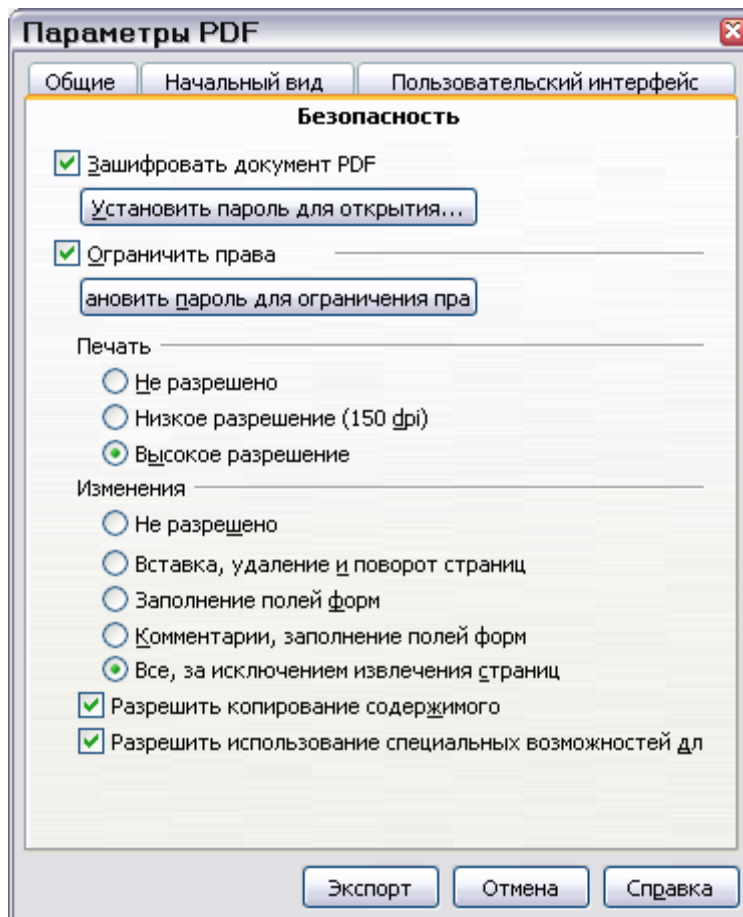 Параметры PDF
Общие Начальный вид Пользовательский интерфейс
Безопасность
Зашифровать документ PDF
Установить пароль для открытия...
Ограничить права
ановить пароль для ограничения пра
Печать
Не разрешено
Низкое разрешение (150 dpi)
Высокое разрешение
Изменения
Не разрешено
Вставка, удаление и поворот страниц
Заполнение полей форм
Комментарии, заполнение полей форм
Все, за исключением извлечения страниц
Разрешить копирование содержимого
Разрешить использование специальных возможностей дл
Экспорт Отмена Справка